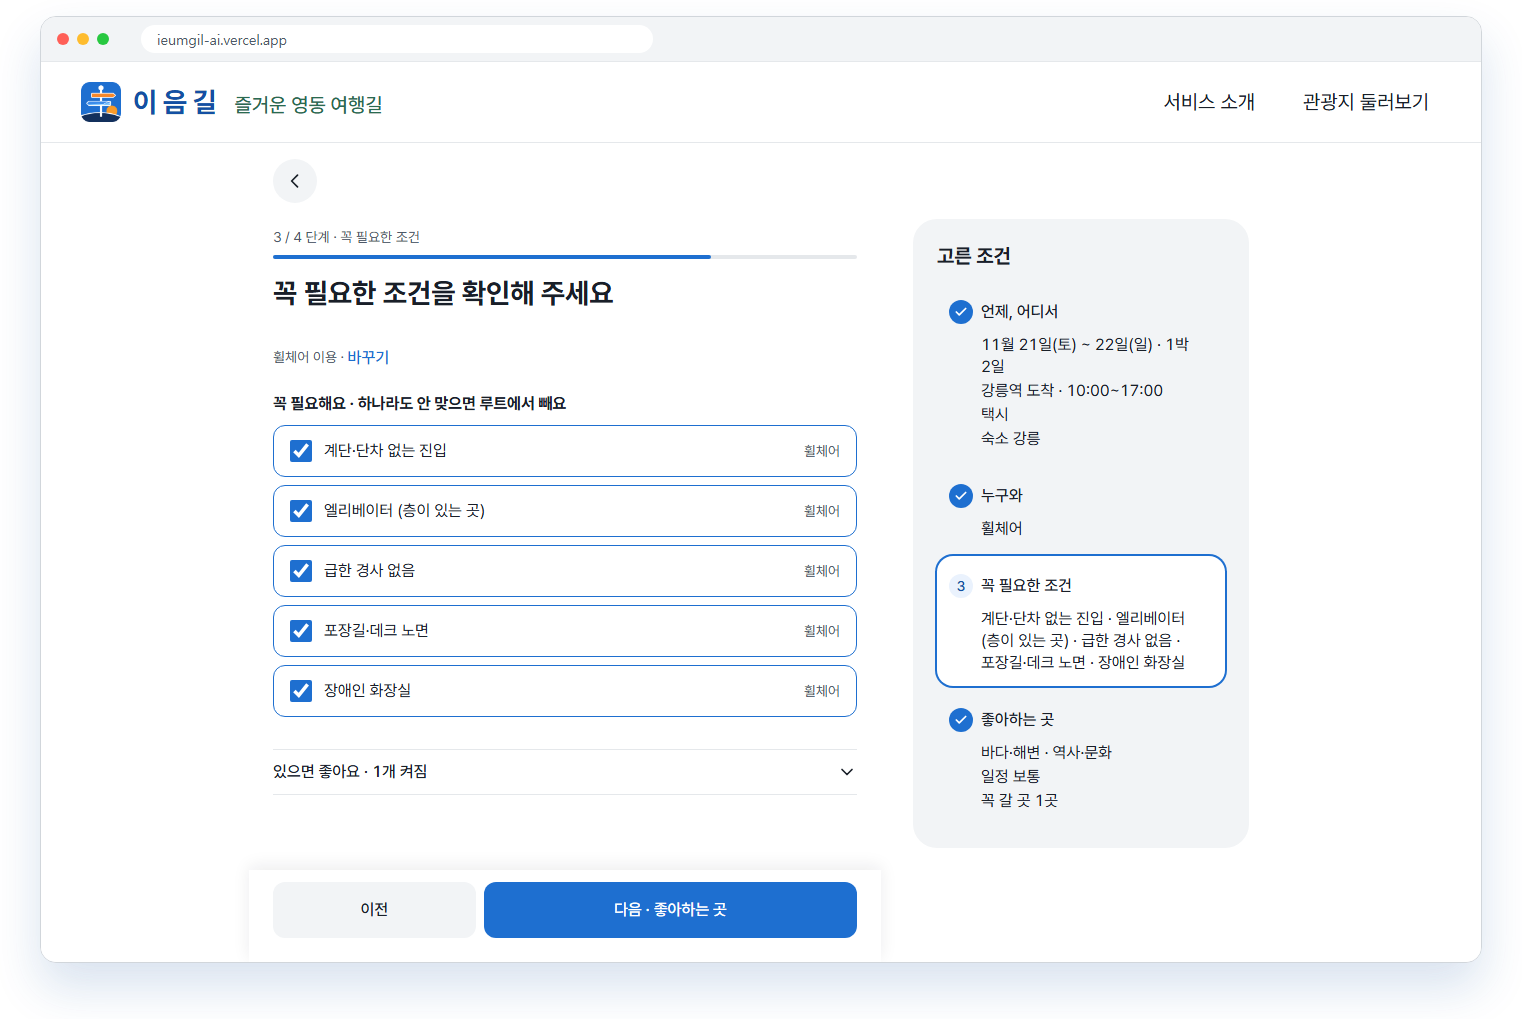 ieumgil-ai.vercel.app
이음길 즐거운 영동 여행길
서비스 소개 관광지 둘러보기
3 / 4 단계 · 꼭 필요한 조건
꼭 필요한 조건을 확인해 주세요
휠체어 이용 · 바꾸기
꼭 필요해요 · 하나라도 안 맞으면 루트에서 빼요
계단·단차 없는 진입 휠체어
엘리베이터 (층이 있는 곳) 휠체어
급한 경사 없음 휠체어
포장길·데크 노면 휠체어
장애인 화장실 휠체어
있으면 좋아요 · 1개 켜짐
이전
다음 · 좋아하는 곳
고른 조건
언제, 어디서
11월 21일(토) ~ 22일(일) · 1박
2일
강릉역 도착 · 10:00~17:00
택시
숙소 강릉
누구와
휠체어
3 꼭 필요한 조건
계단·단차 없는 진입 · 엘리베이터
(층이 있는 곳) · 급한 경사 없음 ·
포장길·데크 노면 · 장애인 화장실
좋아하는 곳
바다·해변 · 역사·문화
일정 보통
꼭 갈 곳 1곳